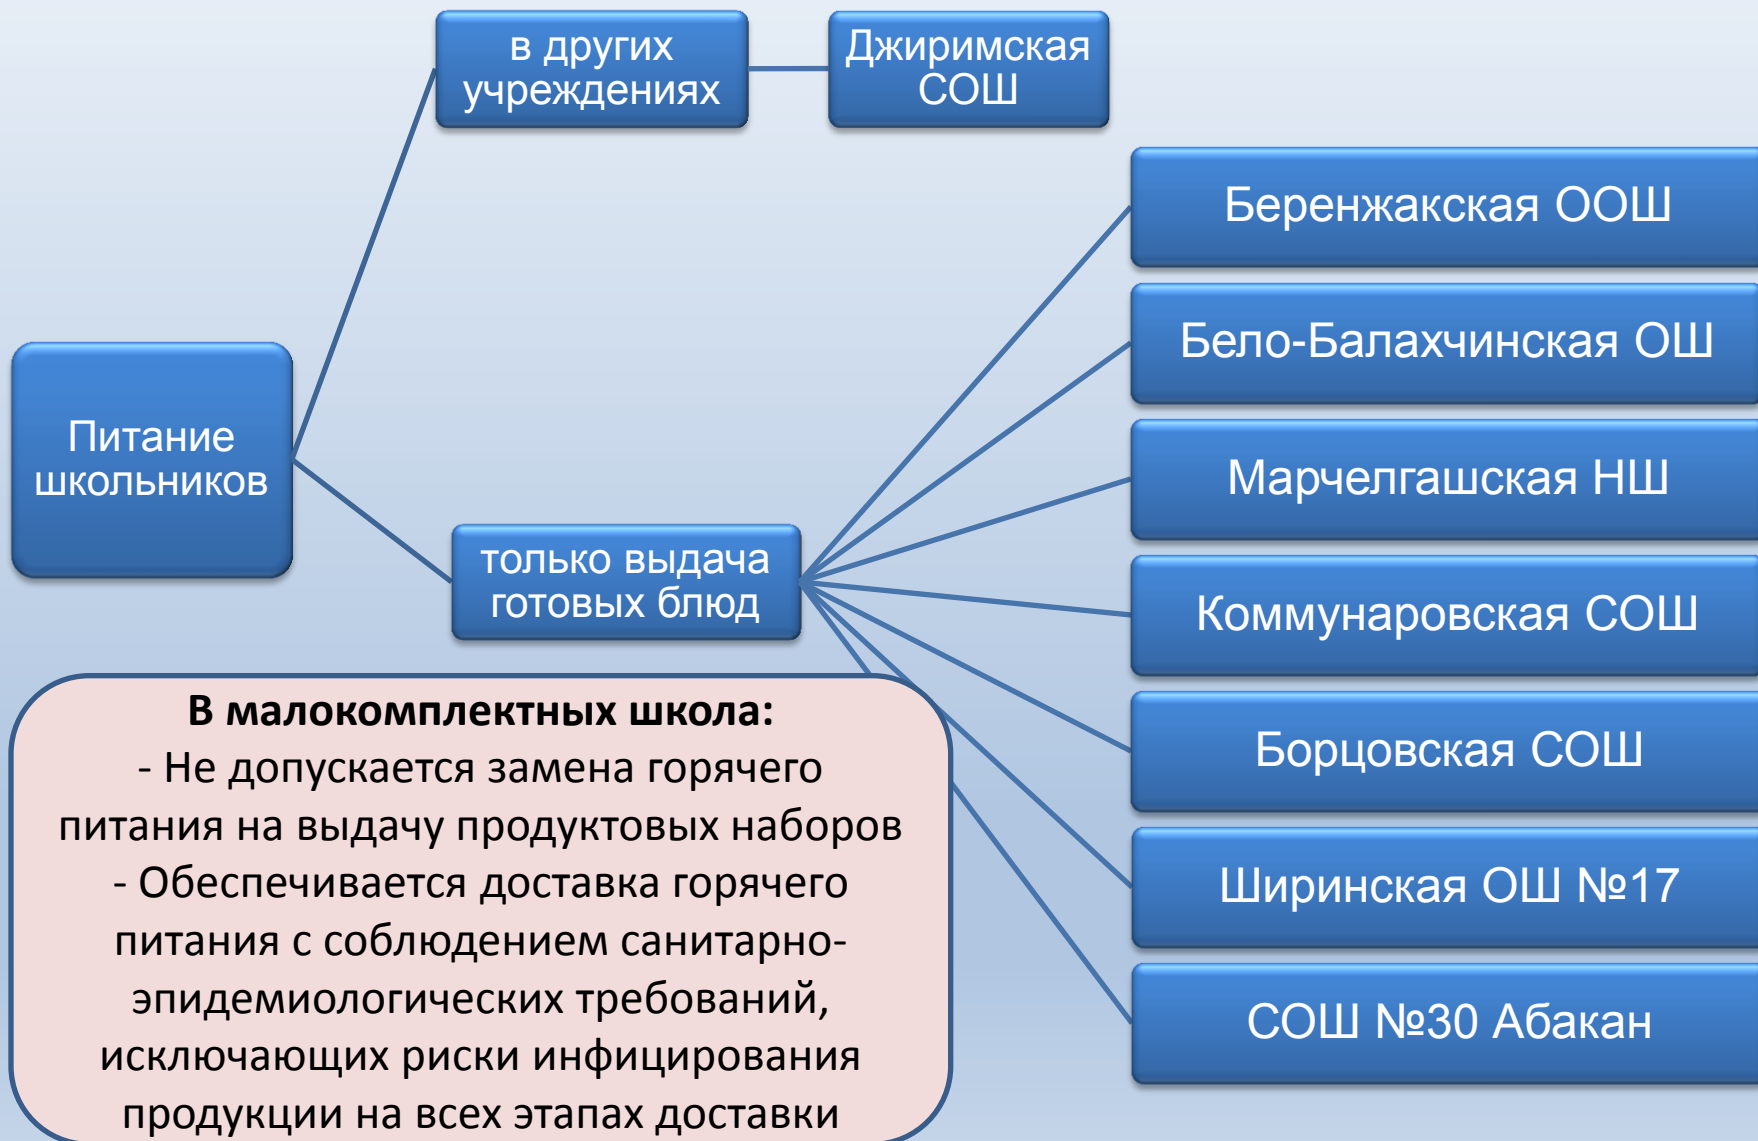 в других
учреждениях
Джиримская
СОШ
Питание
школьников
только выдача
готовых блюд
Беренжакская ООШ
Бело-Балахчинская ОШ
Марчелгашская НШ
Коммунаровская СОШ
Борцовская СОШ
Ширинская ОШ №17
СОШ №30 Абакан
В малокомплектных школа:
- Не допускается замена горячего
питания на выдачу продуктовых наборов
- Обеспечивается доставка горячего
питания с соблюдением санитарно-
эпидемиологических требований,
исключающих риски инфицирования
продукции на всех этапах доставки